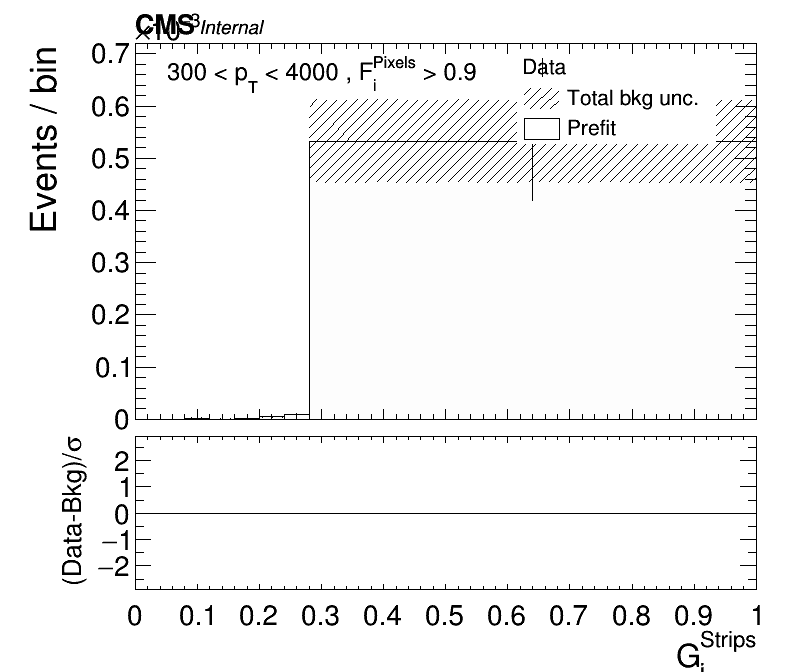 CMS Internal
×10^3
300 < p_T < 4000 , F_i^Pixels > 0.9
Data
Total bkg unc.
Prefit
Events / bin
0.7
0.6
0.5
0.4
0.3
0.2
0.1
0
(Data-Bkg)/σ
2
1
0
−1
−2
0 0.1 0.2 0.3 0.4 0.5 0.6 0.7 0.8 0.9 1
G_i^Strips